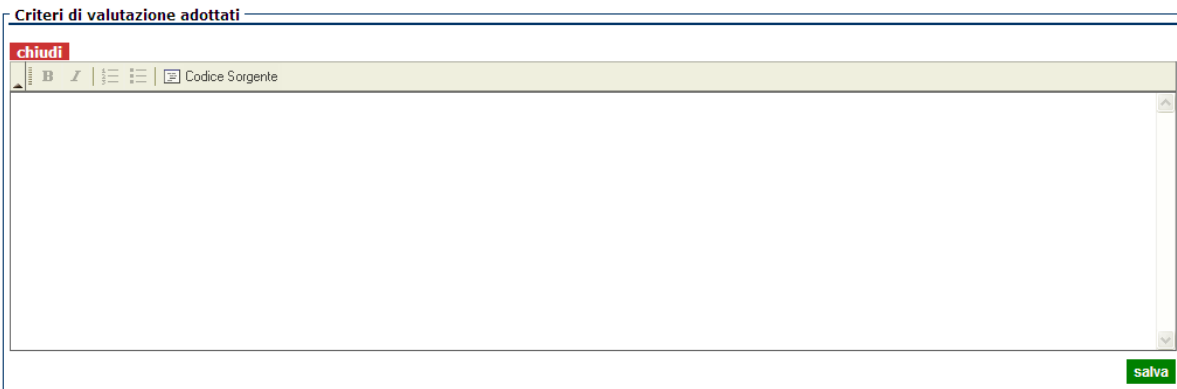 Criteri di valutazione adottati
chiudi
B I Codice Sorgente
salva